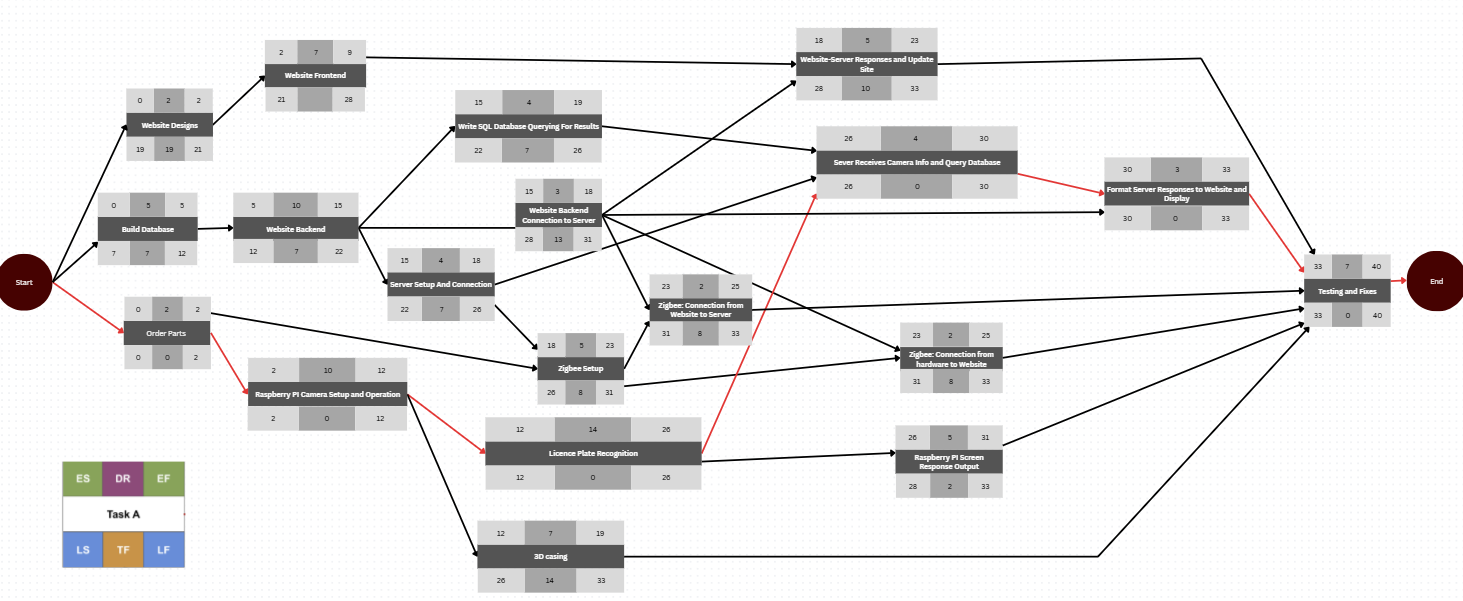 Start
0 2 2
Website Designs
19 19 21
2 7 9
Website Frontend
21 28
0 5 5
Build Database
7 7 12
5 10 15
Website Backend
12 7 22
0 2 2
Order Parts
0 0 2
2 10 12
Raspberry PI Camera Setup and Operation
2 0 12
15 4 19
Write SQL Database Querying For Results
22 7 26
15 3 18
Website Backend
Connection to Server
28 13 31
15 4 18
Server Setup And Connection
22 7 26
18 5 23
Zigbee Setup
26 8 31
12 14 26
Licence Plate Recognition
12 0 26
12 7 19
3D casing
26 14 33
23 2 25
Zigbee: Connection from
Website to Server
31 8 33
18 5 23
Website-Server Responses and Update
Site
28 10 33
26 4 30
Sever Receives Camera Info and Query Database
26 0 30
23 2 25
Zigbee: Connection from
hardware to Website
31 8 33
26 5 31
Raspberry PI Screen
Response Output
28 2 33
30 3 33
Format Server Responses to Website and
Display
30 0 33
33 7 40
Testing and Fixes
33 0 40
End
ES DR EF
Task A
LS TF LF